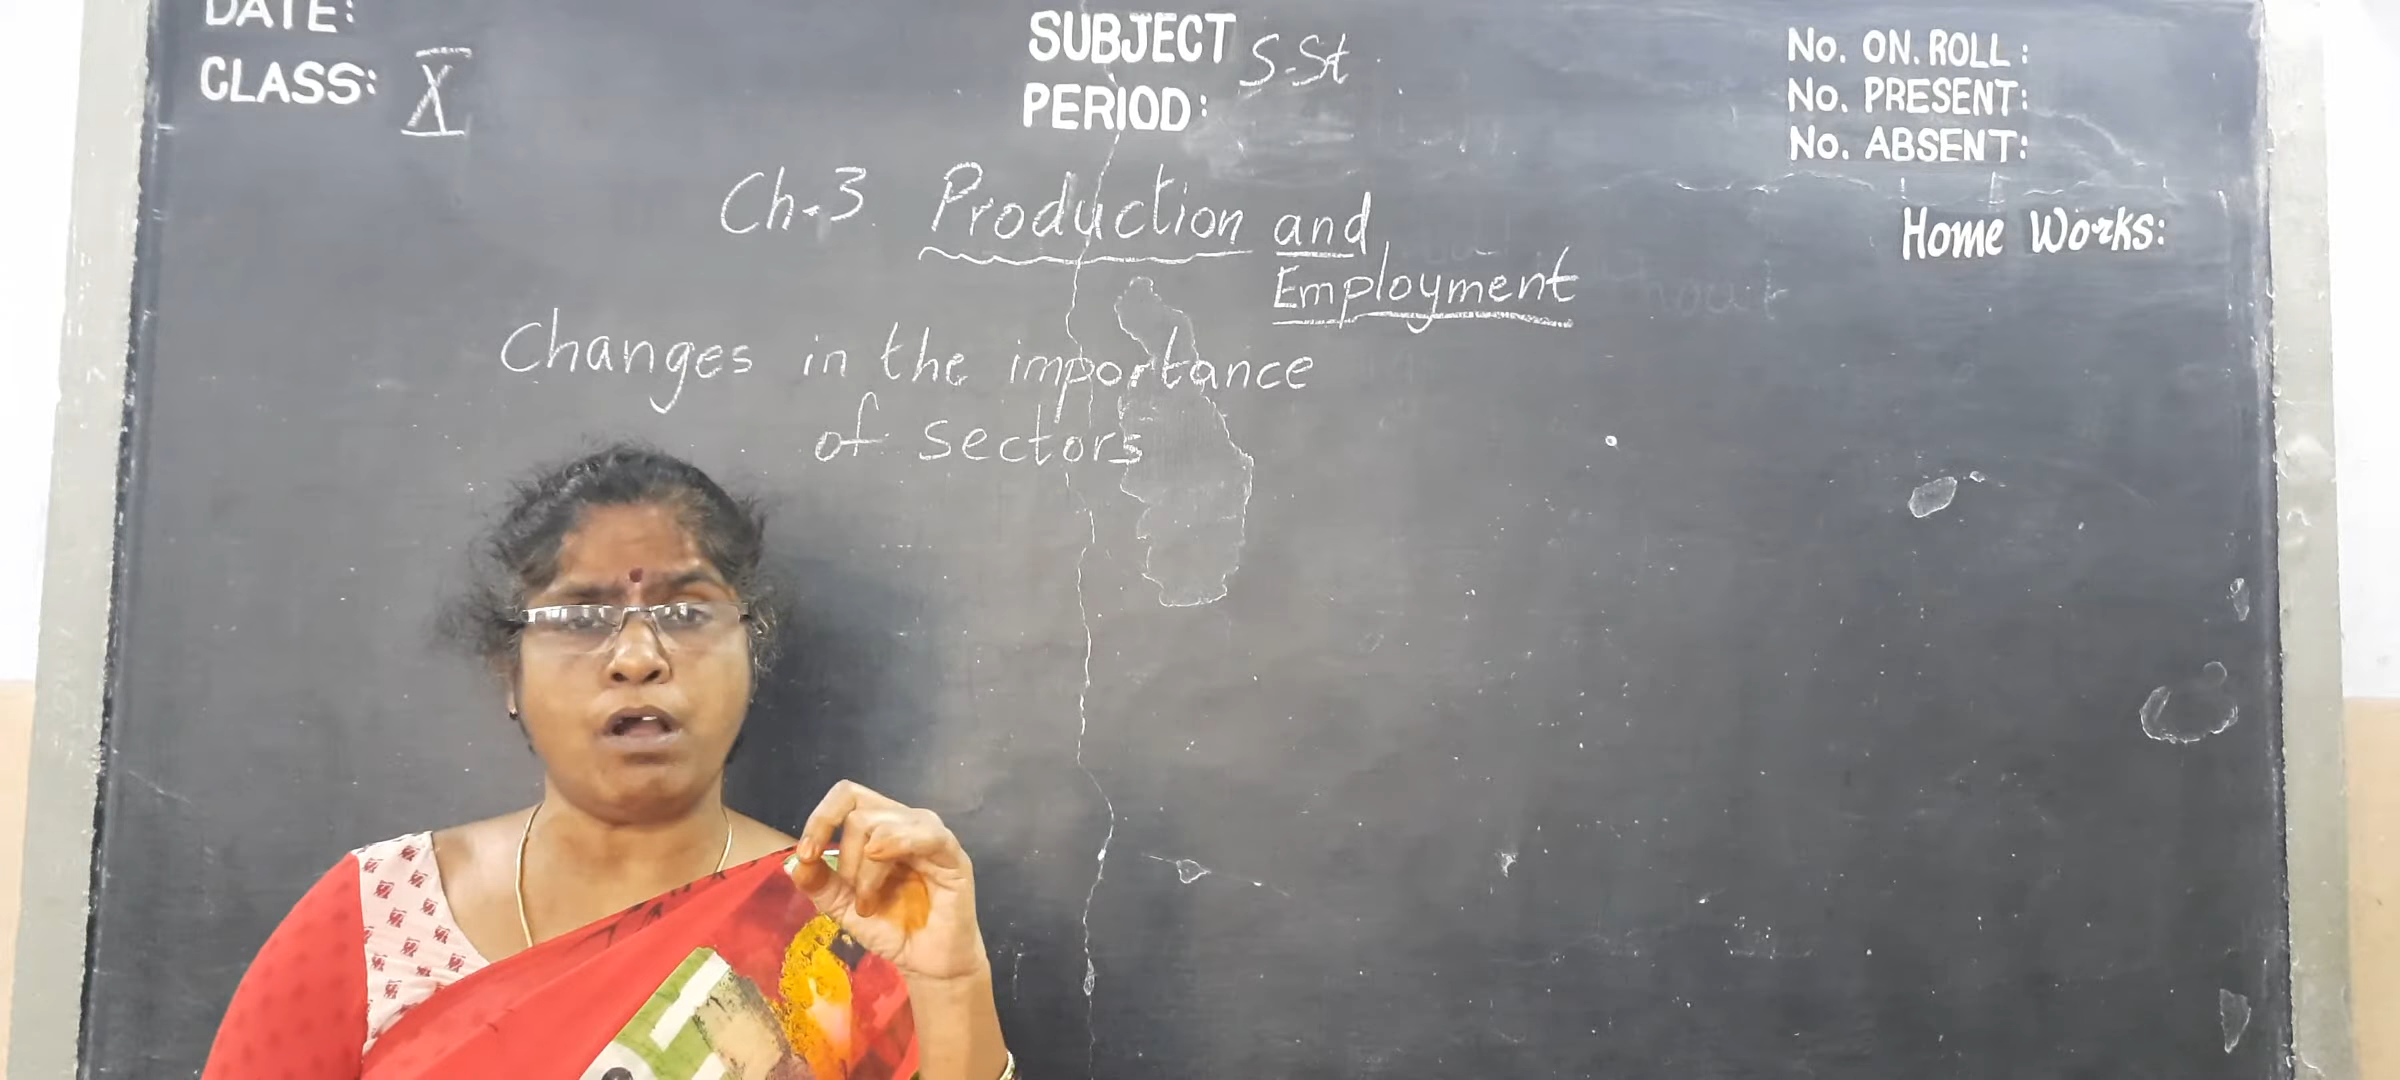 DATE:
CLASS: X
SUBJECT S.St
PERIOD:
No. ON. ROLL:
No. PRESENT:
No. ABSENT:
Home Works:
Ch-3 Production and
Employment
Changes in the importance
of Sectors